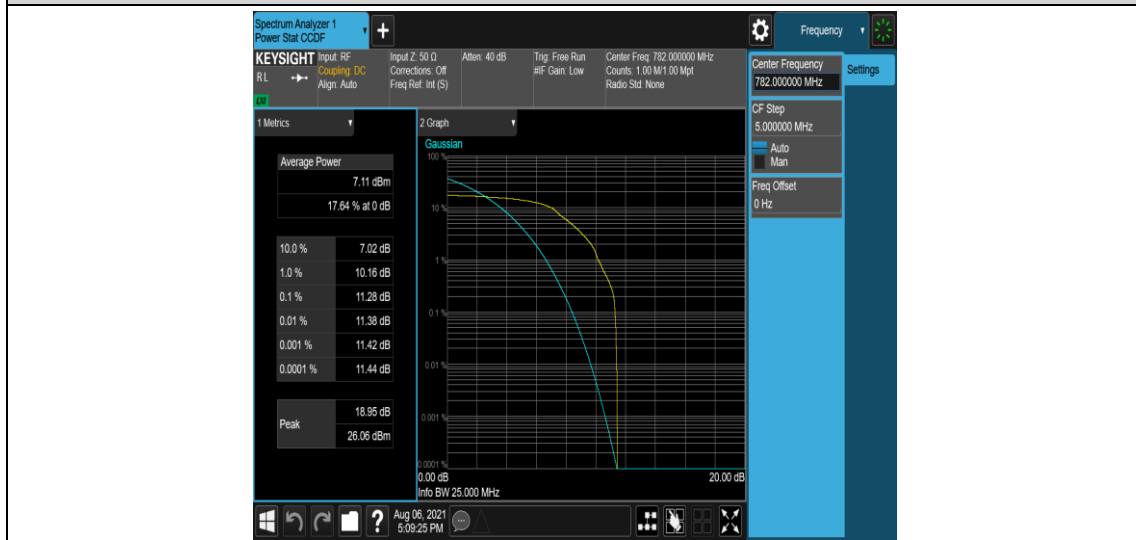 Spectrum Analyzer 1
Power Stat CCDF
+
Frequency
KEYSIGHT
RL
LXI
Input: RF
Coupling: DC
Align: Auto
Input Z: 50 Ω
Corrections: Off
Freq Ref: Int (S)
Atten: 40 dB
Trig: Free Run
#IF Gain: Low
Center Freq: 782.000000 MHz
Counts: 1.00 M/1.00 Mpt
Radio Std: None
Center Frequency
782.000000 MHz
Settings
CF Step
5.000000 MHz
Auto
Man
Freq Offset
0 Hz
1 Metrics
Average Power
7.11 dBm
17.64 % at 0 dB
10.0 % 7.02 dB
1.0 % 10.16 dB
0.1 % 11.28 dB
0.01 % 11.38 dB
0.001 % 11.42 dB
0.0001 % 11.44 dB
Peak 18.95 dB
26.06 dBm
2 Graph
Gaussian
100 %
10 %
1 %
0.1 %
0.01 %
0.001 %
0.0001 %
0.00 dB 20.00 dB
Info BW 25.000 MHz
?
Aug 06, 2021
5:09:25 PM